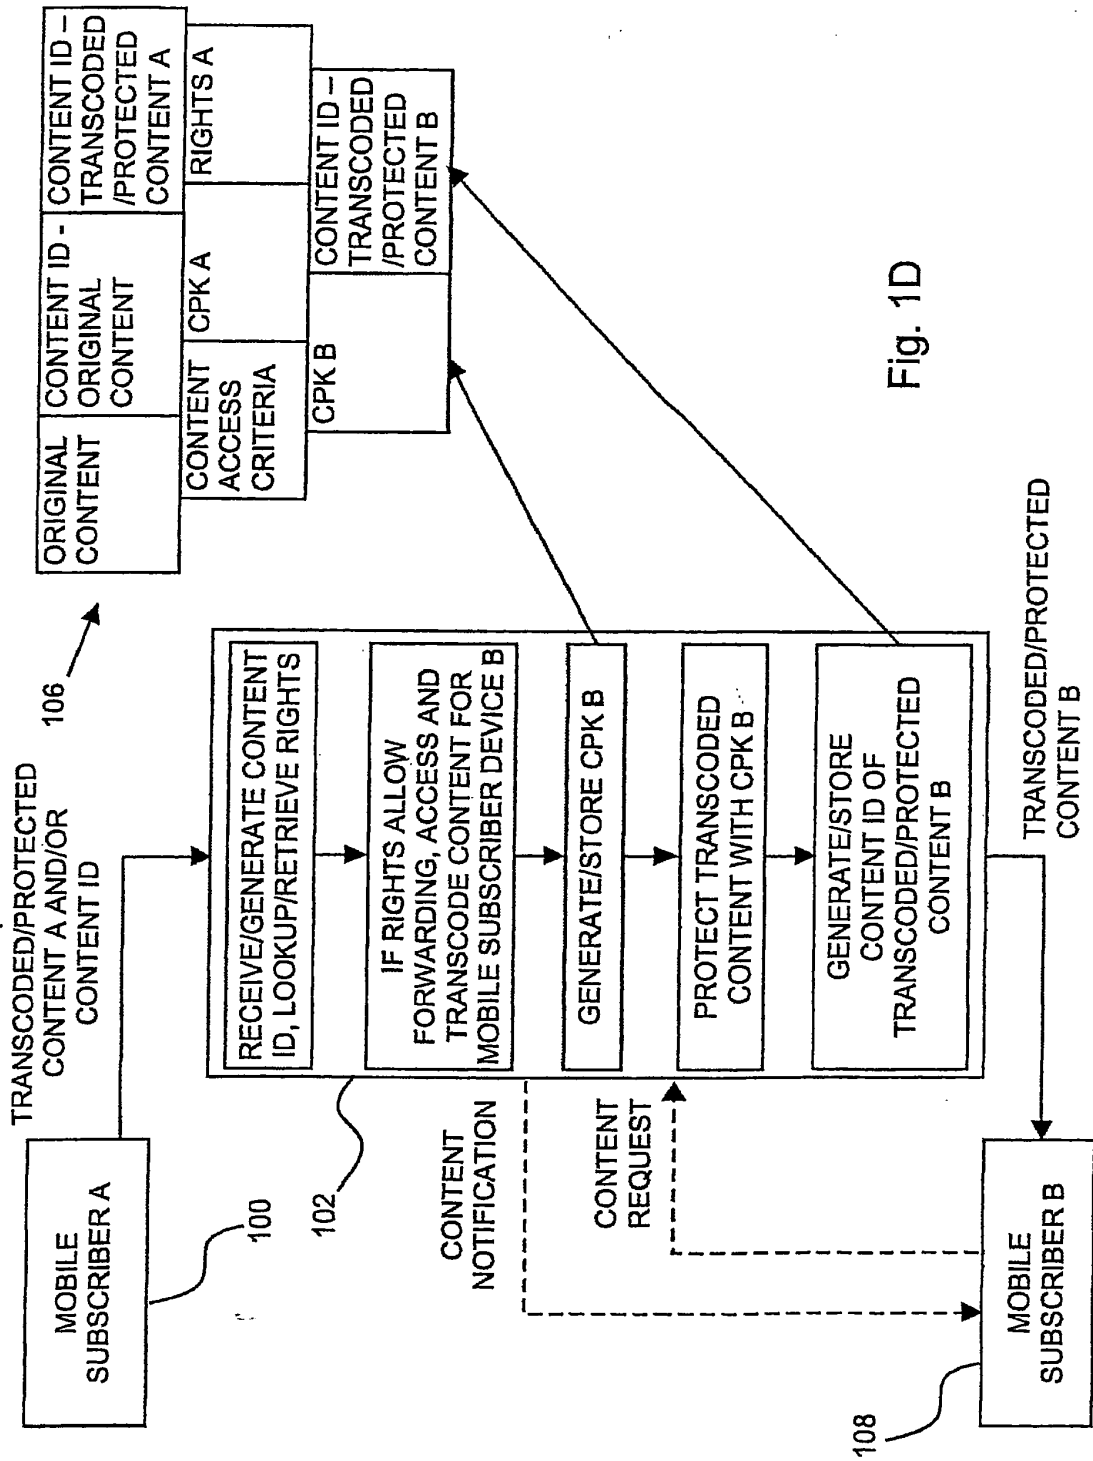 TRANSCODED/PROTECTED
CONTENT A AND/OR
CONTENT ID
MOBILE
SUBSCRIBER A
100
102
106
ORIGINAL
CONTENT
CONTENT ID -
ORIGINAL
CONTENT
CONTENT ID –
TRANSCODED
/PROTECTED
CONTENT A
CONTENT
ACCESS
CRITERIA
CPK A
RIGHTS A
CPK B
CONTENT ID –
TRANSCODED
/PROTECTED
CONTENT B
RECEIVE/GENERATE CONTENT
ID, LOOKUP/RETRIEVE RIGHTS
IF RIGHTS ALLOW
FORWARDING, ACCESS AND
TRANSCODE CONTENT FOR
MOBILE SUBSCRIBER DEVICE B
GENERATE/STORE CPK B
PROTECT TRANSCODED
CONTENT WITH CPK B
GENERATE/STORE
CONTENT ID OF
TRANSCODED/PROTECTED
CONTENT B
CONTENT
NOTIFICATION
CONTENT
REQUEST
MOBILE
SUBSCRIBER B
108
TRANSCODED/PROTECTED
CONTENT B
Fig. 1D